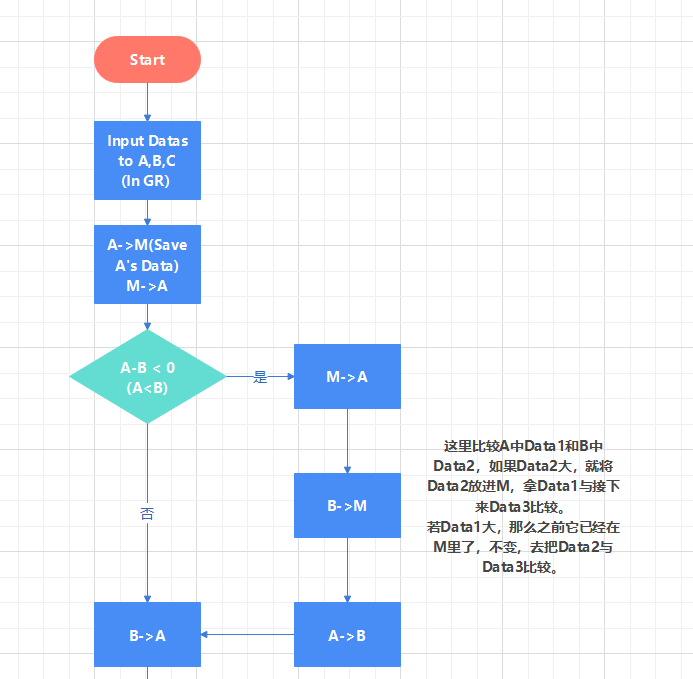 Start
Input Datas
to A,B,C
(In GR)
A->M(Save
A's Data)
M->A
A-B < 0
(A<B)
是
M->A
这里比较A中Data1和B中
Data2，如果Data2大，就将
Data2放进M，拿Data1与接下
来Data3比较。
若Data1大，那么之前它已经在
M里了，不变，去把Data2与
Data3比较。
B->M
否
B->A
A->B